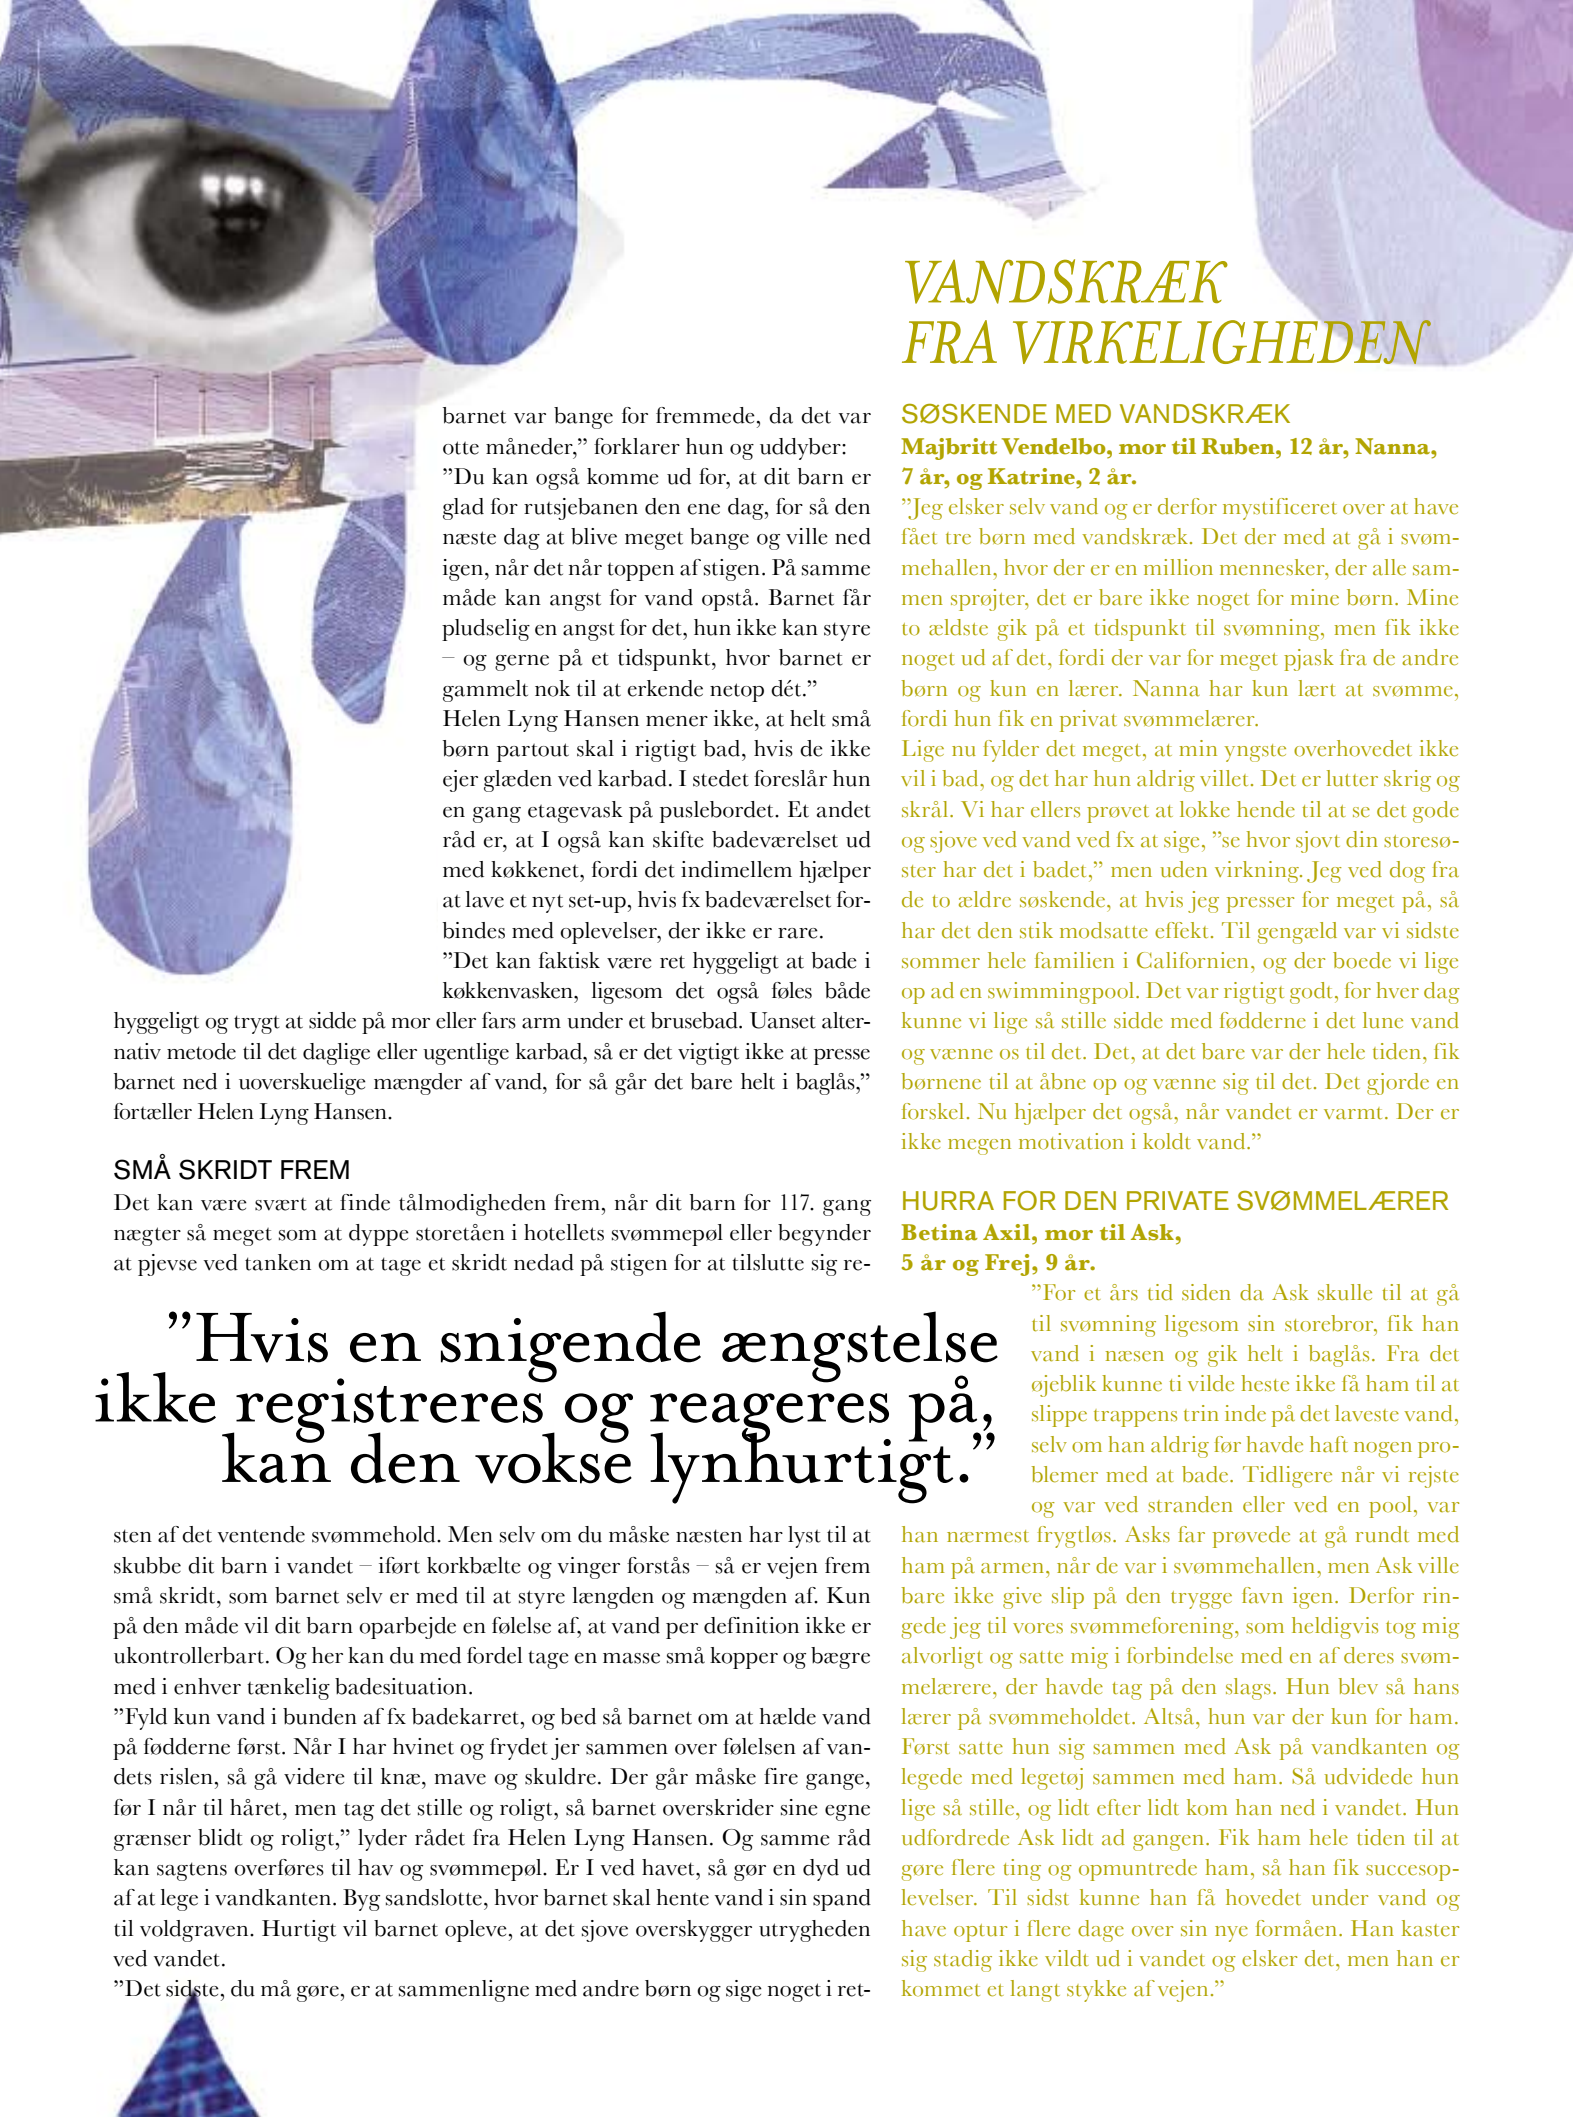 barnet var bange for fremmede, da det var
otte måneder,” forklarer hun og uddyber:
”Du kan også komme ud for, at dit barn er
glad for rutsjebanen den ene dag, for så den
næste dag at blive meget bange og ville ned
igen, når det når toppen af stigen. På samme
måde kan angst for vand opstå. Barnet får
pludselig en angst for det, hun ikke kan styre
– og gerne på et tidspunkt, hvor barnet er
gammelt nok til at erkende netop dét.”
Helen Lyng Hansen mener ikke, at helt små
børn partout skal i rigtigt bad, hvis de ikke
ejer glæden ved karbad. I stedet foreslår hun
en gang etagevask på puslebordet. Et andet
råd er, at I også kan skifte badeværelset ud
med køkkenet, fordi det indimellem hjælper
at lave et nyt set-up, hvis fx badeværelset for-
bindes med oplevelser, der ikke er rare.
”Det kan faktisk være ret hyggeligt at bade i
køkkenvasken, ligesom det også føles både
hyggeligt og trygt at sidde på mor eller fars arm under et brusebad. Uanset alter-
nativ metode til det daglige eller ugentlige karbad, så er det vigtigt ikke at presse
barnet ned i uoverskuelige mængder af vand, for så går det bare helt i baglås,”
fortæller Helen Lyng Hansen.
SMÅ SKRIDT FREM
Det kan være svært at finde tålmodigheden frem, når dit barn for 117. gang
nægter så meget som at dyppe storetåen i hotellets svømmepøl eller begynder
at pjevse ved tanken om at tage et skridt nedad på stigen for at tilslutte sig re-
”Hvis en snigende ængstelse
ikke registreres og reageres på,
kan den vokse lynhurtigt.”
sten af det ventende svømmehold. Men selv om du måske næsten har lyst til at
skubbe dit barn i vandet – iført korkbælte og vinger forstås – så er vejen frem
små skridt, som barnet selv er med til at styre længden og mængden af. Kun
på den måde vil dit barn oparbejde en følelse af, at vand per definition ikke er
ukontrollerbart. Og her kan du med fordel tage en masse små kopper og bægre
med i enhver tænkelig badesituation.
”Fyld kun vand i bunden af fx badekarret, og bed så barnet om at hælde vand
på fødderne først. Når I har hvinet og frydet jer sammen over følelsen af van-
dets rislen, så gå videre til knæ, mave og skuldre. Der går måske fire gange,
før I når til håret, men tag det stille og roligt, så barnet overskrider sine egne
grænser blidt og roligt,” lyder rådet fra Helen Lyng Hansen. Og samme råd
kan sagtens overføres til hav og svømmepøl. Er I ved havet, så gør en dyd ud
af at lege i vandkanten. Byg sandslotte, hvor barnet skal hente vand i sin spand
til voldgraven. Hurtigt vil barnet opleve, at det sjove overskygger utrygheden
ved vandet.
”Det sidste, du må gøre, er at sammenligne med andre børn og sige noget i ret-
VANDSKRÆK
FRA VIRKELIGHEDEN
SØSKENDE MED VANDSKRÆK
Majbritt Vendelbo, mor til Ruben, 12 år, Nanna,
7 år, og Katrine, 2 år.
”Jeg elsker selv vand og er derfor mystificeret over at have
fået tre børn med vandskræk. Det der med at gå i svøm-
mehallen, hvor der er en million mennesker, der alle sam-
men sprøjter, det er bare ikke noget for mine børn. Mine
to ældste gik på et tidspunkt til svømning, men fik ikke
noget ud af det, fordi der var for meget pjask fra de andre
børn og kun en lærer. Nanna har kun lært at svømme,
fordi hun fik en privat svømmelærer.
Lige nu fylder det meget, at min yngste overhovedet ikke
vil i bad, og det har hun aldrig villet. Det er lutter skrig og
skrål. Vi har ellers prøvet at lokke hende til at se det gode
og sjove ved vand ved fx at sige, ”se hvor sjovt din storesø-
ster har det i badet,” men uden virkning. Jeg ved dog fra
de to ældre søskende, at hvis jeg presser for meget på, så
har det den stik modsatte effekt. Til gengæld var vi sidste
sommer hele familien i Californien, og der boede vi lige
op ad en swimmingpool. Det var rigtigt godt, for hver dag
kunne vi lige så stille sidde med fødderne i det lune vand
og vænne os til det. Det, at det bare var der hele tiden, fik
børnene til at åbne op og vænne sig til det. Det gjorde en
forskel. Nu hjælper det også, når vandet er varmt. Der er
ikke megen motivation i koldt vand.”
HURRA FOR DEN PRIVATE SVØMMELÆRER
Betina Axil, mor til Ask,
5 år og Frej, 9 år.
”For et års tid siden da Ask skulle til at gå
til svømning ligesom sin storebror, fik han
vand i næsen og gik helt i baglås. Fra det
øjeblik kunne ti vilde heste ikke få ham til at
slippe trappens trin inde på det laveste vand,
selv om han aldrig før havde haft nogen pro-
blemer med at bade. Tidligere når vi rejste
og var ved stranden eller ved en pool, var
han nærmest frygtløs. Asks far prøvede at gå rundt med
ham på armen, når de var i svømmehallen, men Ask ville
bare ikke give slip på den trygge favn igen. Derfor rin-
gede jeg til vores svømmeforening, som heldigvis tog mig
alvorligt og satte mig i forbindelse med en af deres svøm-
melærere, der havde tag på den slags. Hun blev så hans
lærer på svømmeholdet. Altså, hun var der kun for ham.
Først satte hun sig sammen med Ask på vandkanten og
legede med legetøj sammen med ham. Så udvidede hun
lige så stille, og lidt efter lidt kom han ned i vandet. Hun
udfordrede Ask lidt ad gangen. Fik ham hele tiden til at
gøre flere ting og opmuntrede ham, så han fik succesop-
levelser. Til sidst kunne han få hovedet under vand og
have optur i flere dage over sin nye formåen. Han kaster
sig stadig ikke vildt ud i vandet og elsker det, men han er
kommet et langt stykke af vejen.”